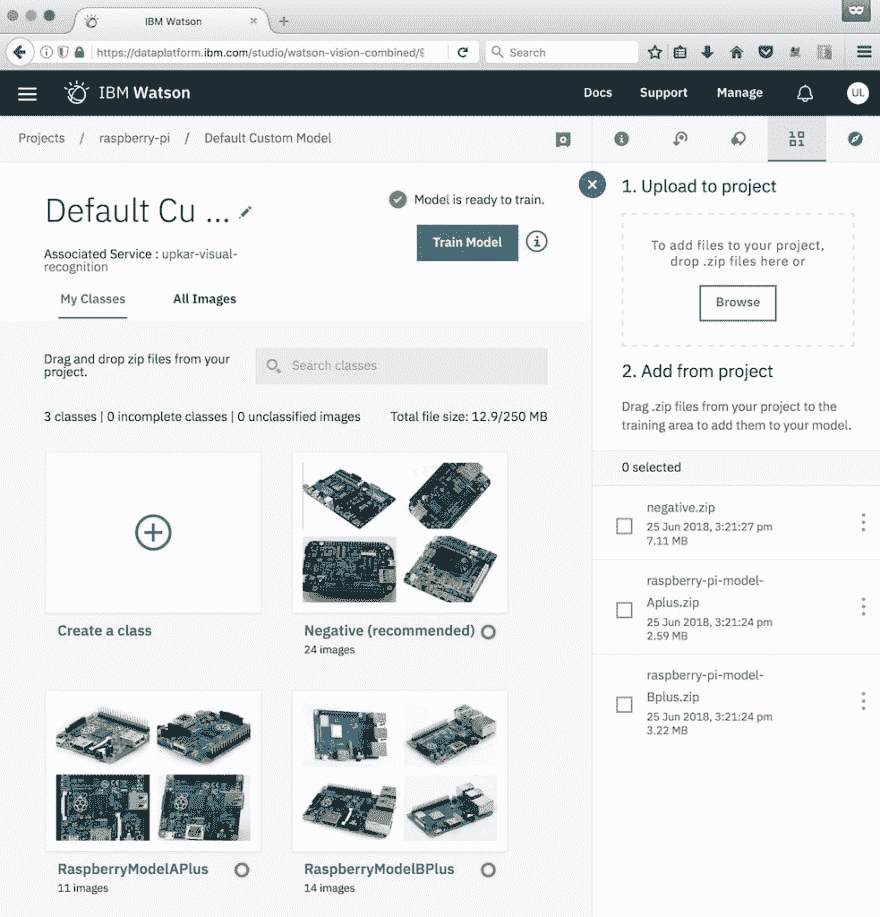 IBM Watson
https://dataplatform.ibm.com/studio/watson-vision-combined/9
Search
IBM Watson
Docs
Support
Manage
UL
Projects / raspberry-pi / Default Custom Model
Default Cu ...
Model is ready to train.
Train Model
Associated Service : upkar-visual-
recognition
My Classes
All Images
Drag and drop zip files from your
project.
Search classes
3 classes | 0 incomplete classes | 0 unclassified images
Total file size: 12.9/250 MB
Create a class
Negative (recommended)
24 images
RaspberryModelAPlus
11 images
RaspberryModelBPlus
14 images
1. Upload to project
To add files to your project,
drop .zip files here or
Browse
2. Add from project
Drag .zip files from your project to the
training area to add them to your model.
0 selected
negative.zip
25 Jun 2018, 3:21:27 pm
7.11 MB
raspberry-pi-model-
Aplus.zip
25 Jun 2018, 3:21:24 pm
2.59 MB
raspberry-pi-model-
Bplus.zip
25 Jun 2018, 3:21:24 pm
3.22 MB